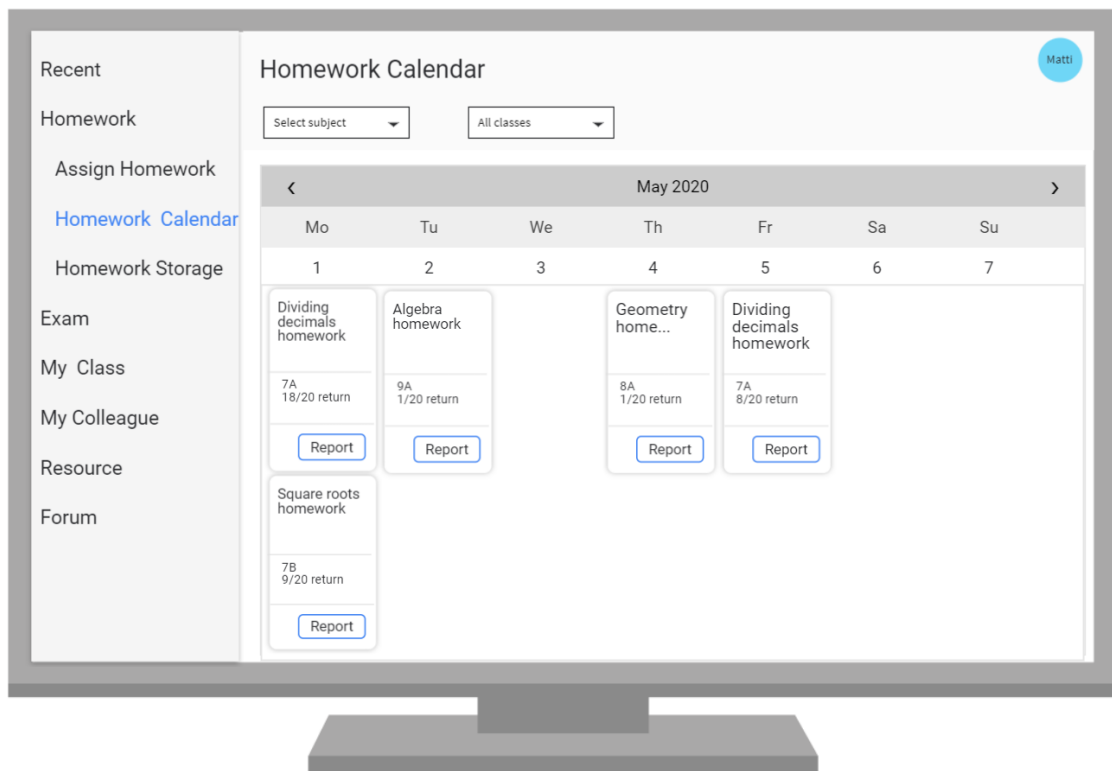 Recent
Homework
Assign Homework
Homework Calendar
Homework Storage
Exam
My Class
My Colleague
Resource
Forum
Homework Calendar
Matti
Select subject
All classes
May 2020
Mo Tu We Th Fr Sa Su
1 2 3 4 5 6 7
Dividing
decimals
homework
7A
18/20 return
Report
Algebra
homework
9A
1/20 return
Report
Geometry
home...
8A
1/20 return
Report
Dividing
decimals
homework
7A
8/20 return
Report
Square roots
homework
7B
9/20 return
Report